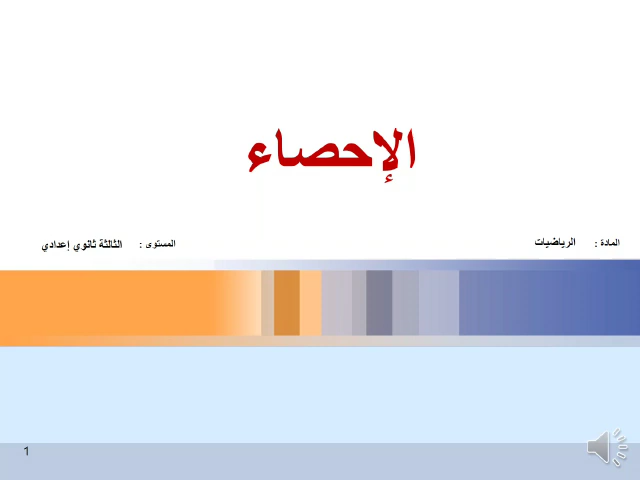 الإحصاء
المادة : الرياضيات
المستوى : الثالثة ثانوي إعدادي
1